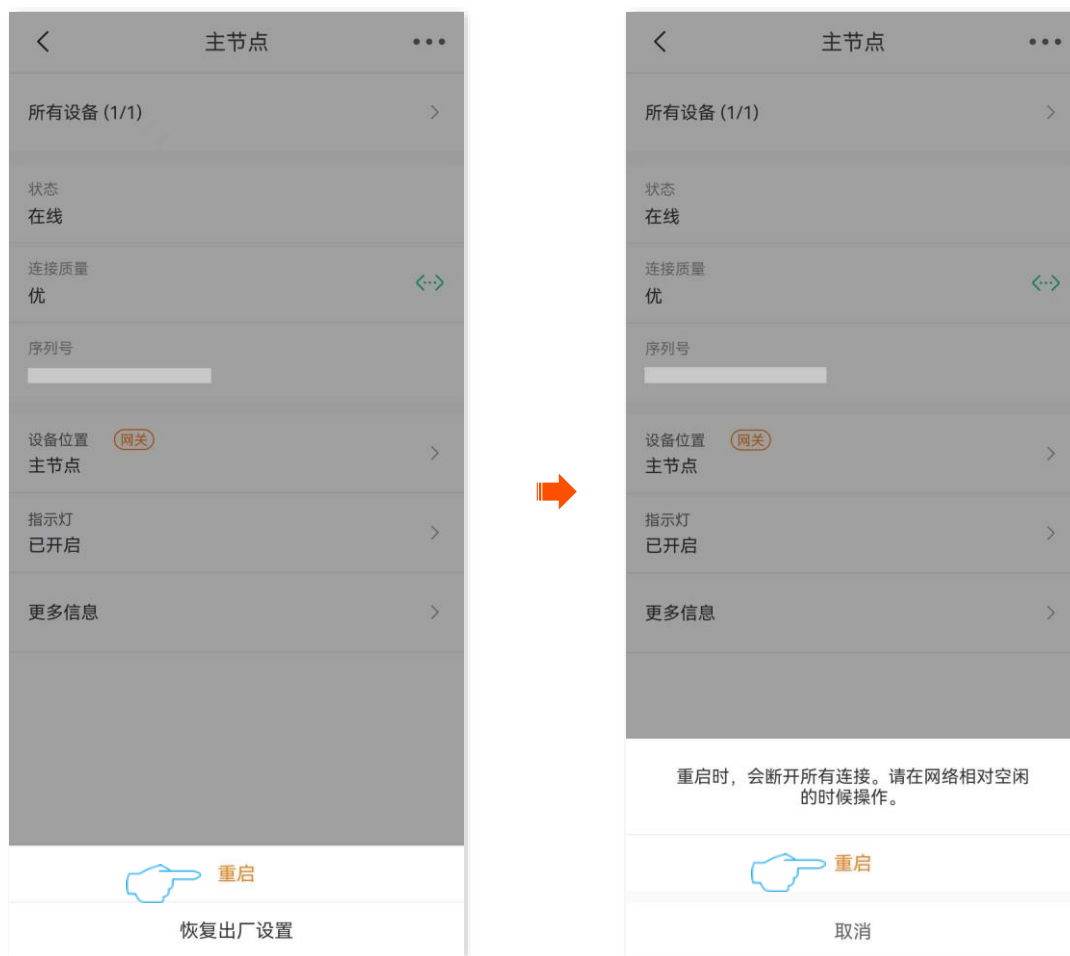 主节点
所有设备 (1/1)
状态
在线
连接质量
优
序列号
设备位置 网关
主节点
指示灯
已开启
更多信息
重启
恢复出厂设置
主节点
所有设备 (1/1)
状态
在线
连接质量
优
序列号
设备位置 网关
主节点
指示灯
已开启
更多信息
重启时，会断开所有连接。请在网络相对空闲
的时候操作。
重启
取消